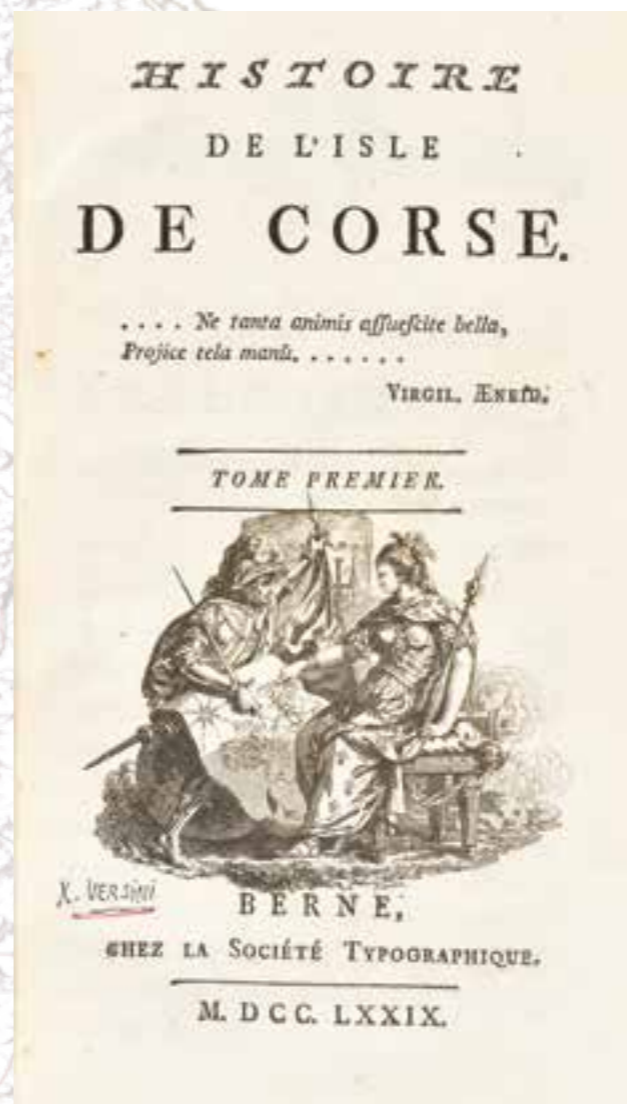 HISTOIRE
DE L'ISLE
DE CORSE.
. . . . Ne tanta animis assuescite bella,
Projice tela manû. . . . . . .
VIRGIL. ÆNEID.
TOME PREMIER.
X. VERSINI
BERNE,
CHEZ LA SOCIÉTÉ TYPOGRAPHIQUE.
M. DCC. LXXIX.